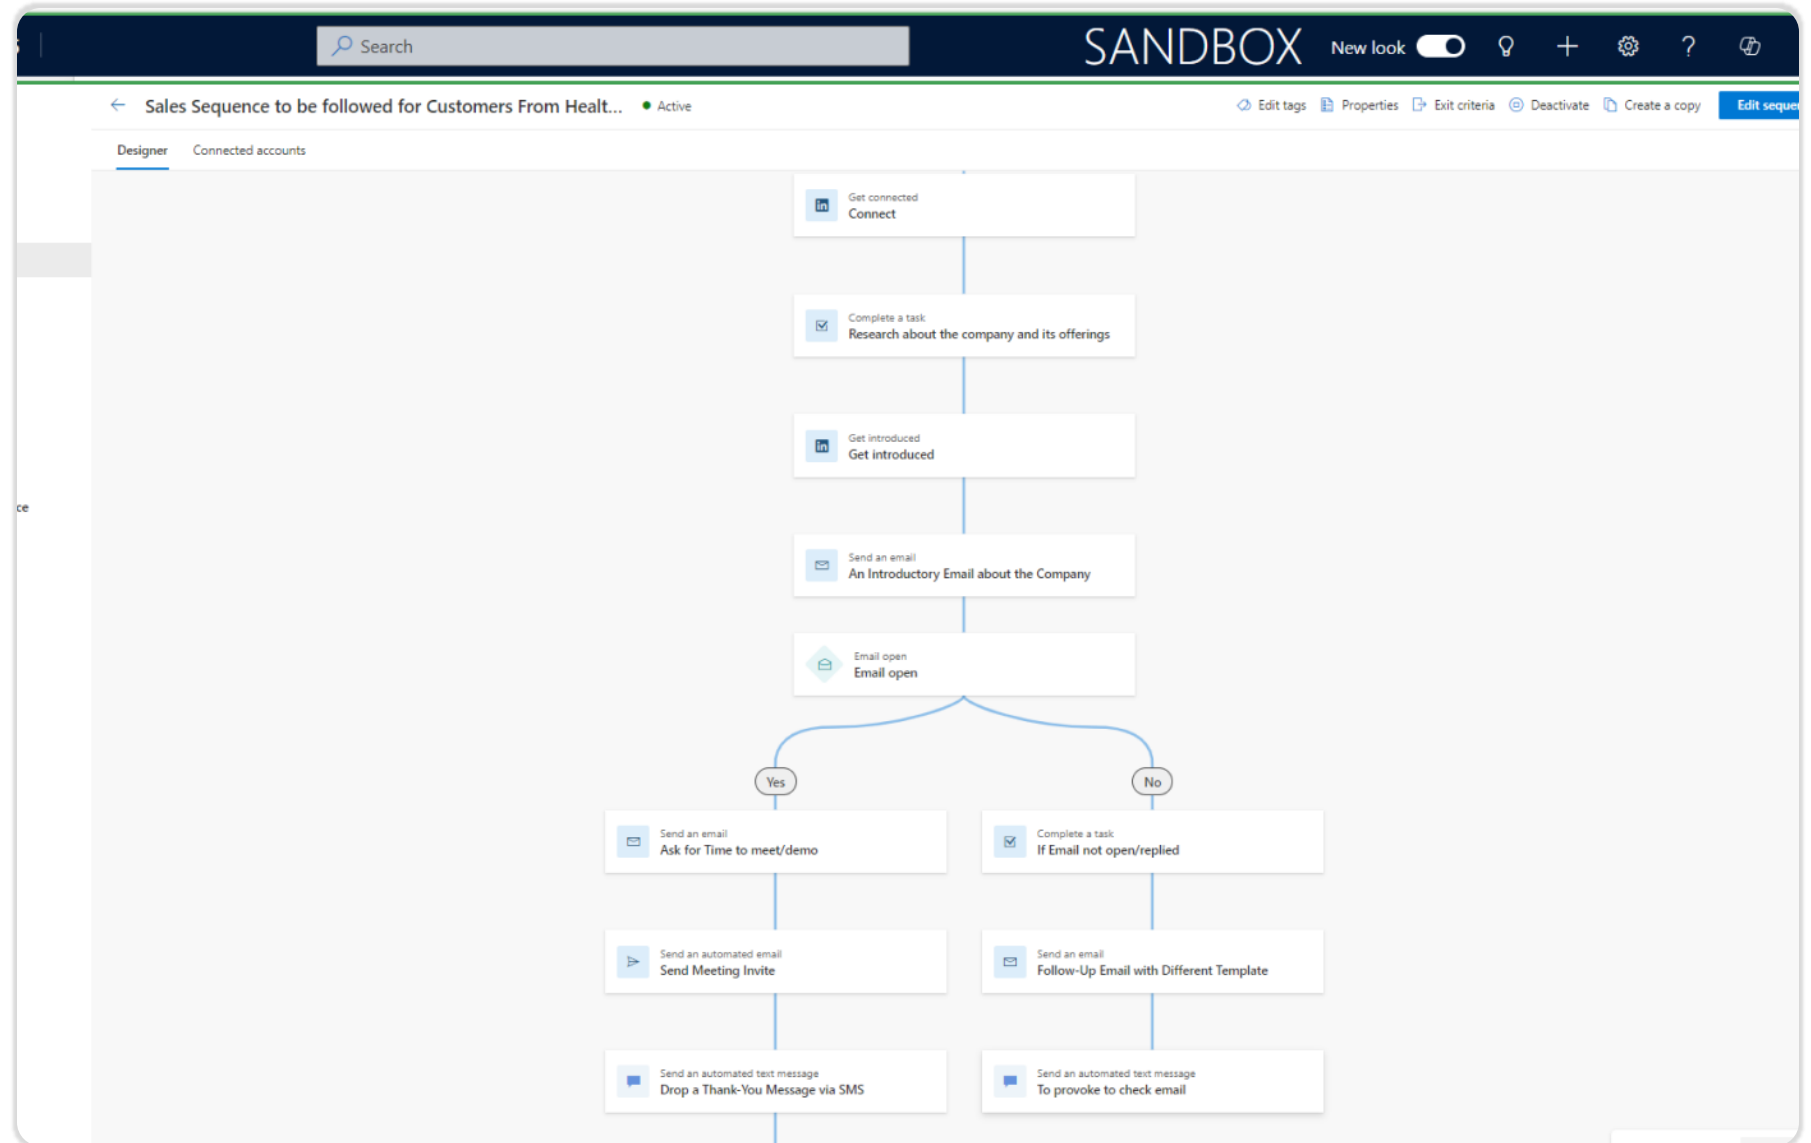 Search
SANDBOX
New look
Sales Sequence to be followed for Customers From Healt...
Active
Edit tags
Properties
Exit criteria
Deactivate
Create a copy
Edit seque
Designer
Connected accounts
Get connected
Connect
Complete a task
Research about the company and its offerings
Get introduced
Get introduced
ce
Send an email
An Introductory Email about the Company
Email open
Email open
Yes
No
Send an email
Ask for Time to meet/demo
Complete a task
If Email not open/replied
Send an automated email
Send Meeting Invite
Send an email
Follow-Up Email with Different Template
Send an automated text message
Drop a Thank-You Message via SMS
Send an automated text message
To provoke to check email